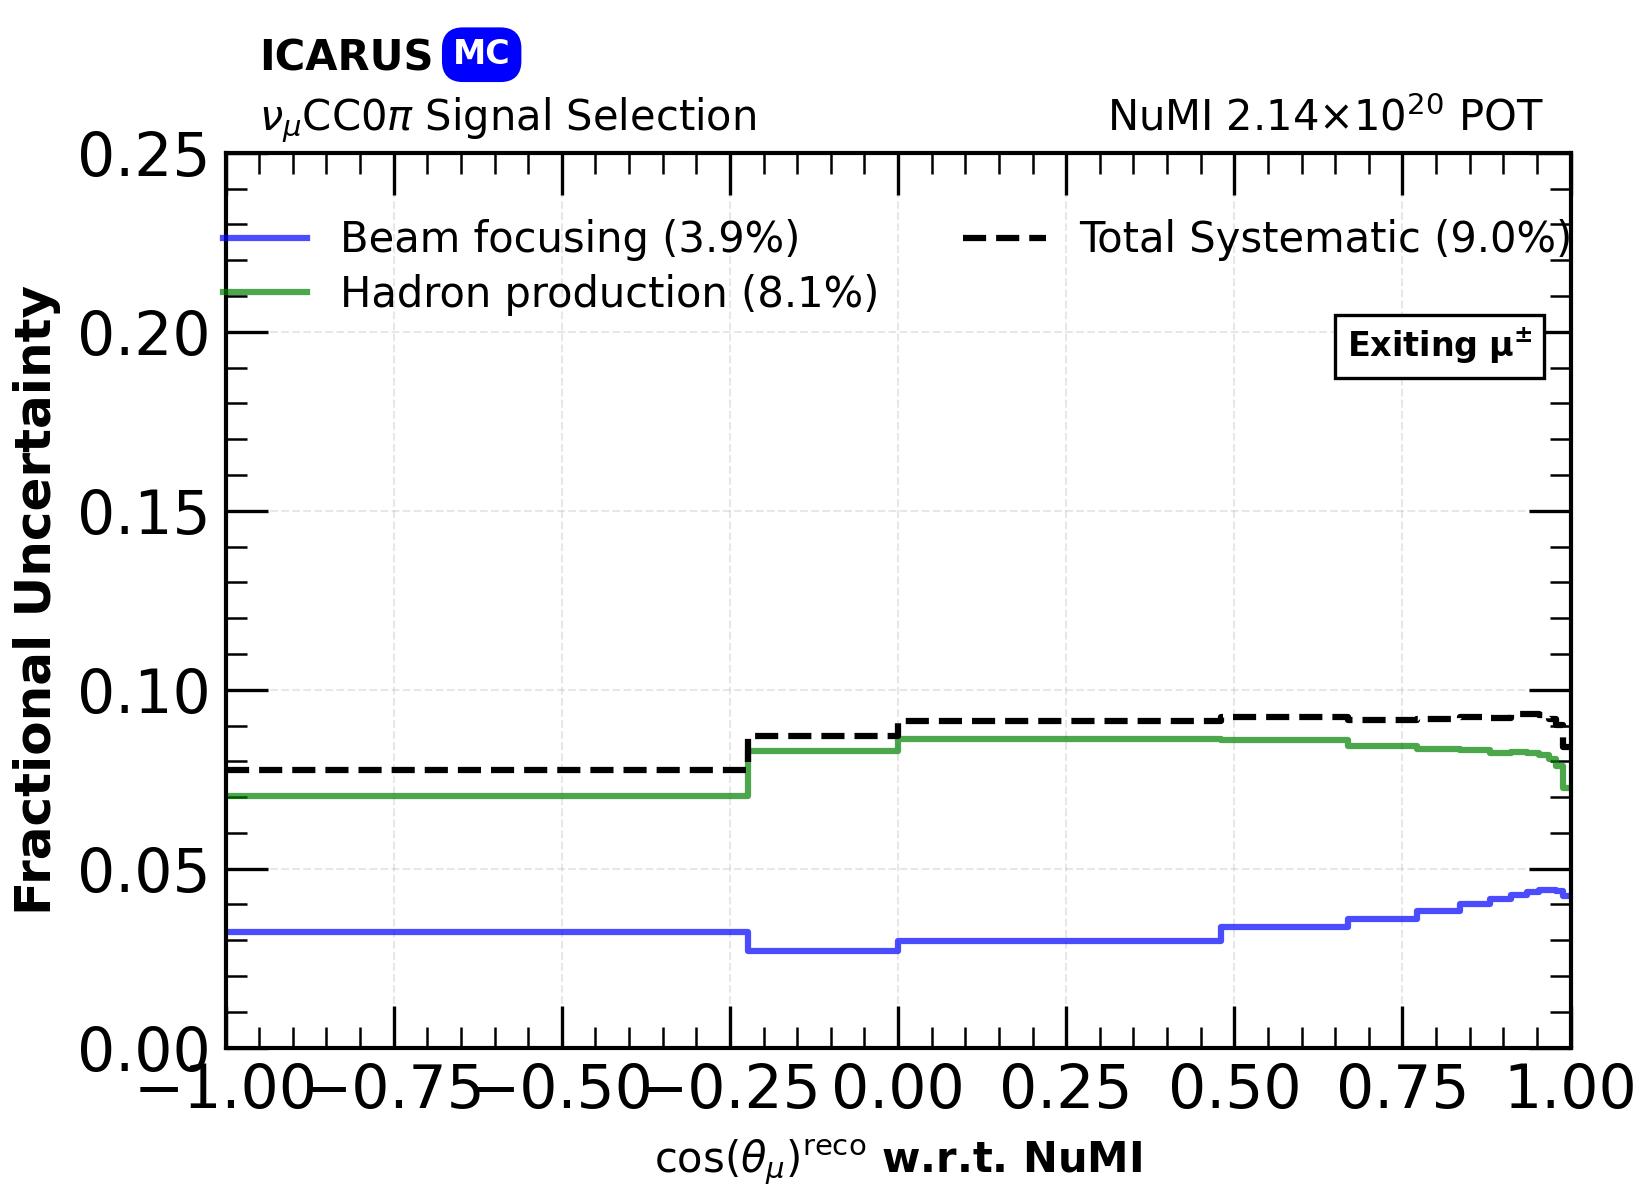 ICARUS MC
νμCC0π Signal Selection NuMI 2.14×10²⁰ POT
Beam focusing (3.9%) Total Systematic (9.0%)
Hadron production (8.1%)
Exiting μ±
Fractional Uncertainty
0.25
0.20
0.15
0.10
0.05
0.00
−1.00 −0.75 −0.50 −0.25 0.00 0.25 0.50 0.75 1.00
cos(θμ)ʳᵉᶜᵒ w.r.t. NuMI